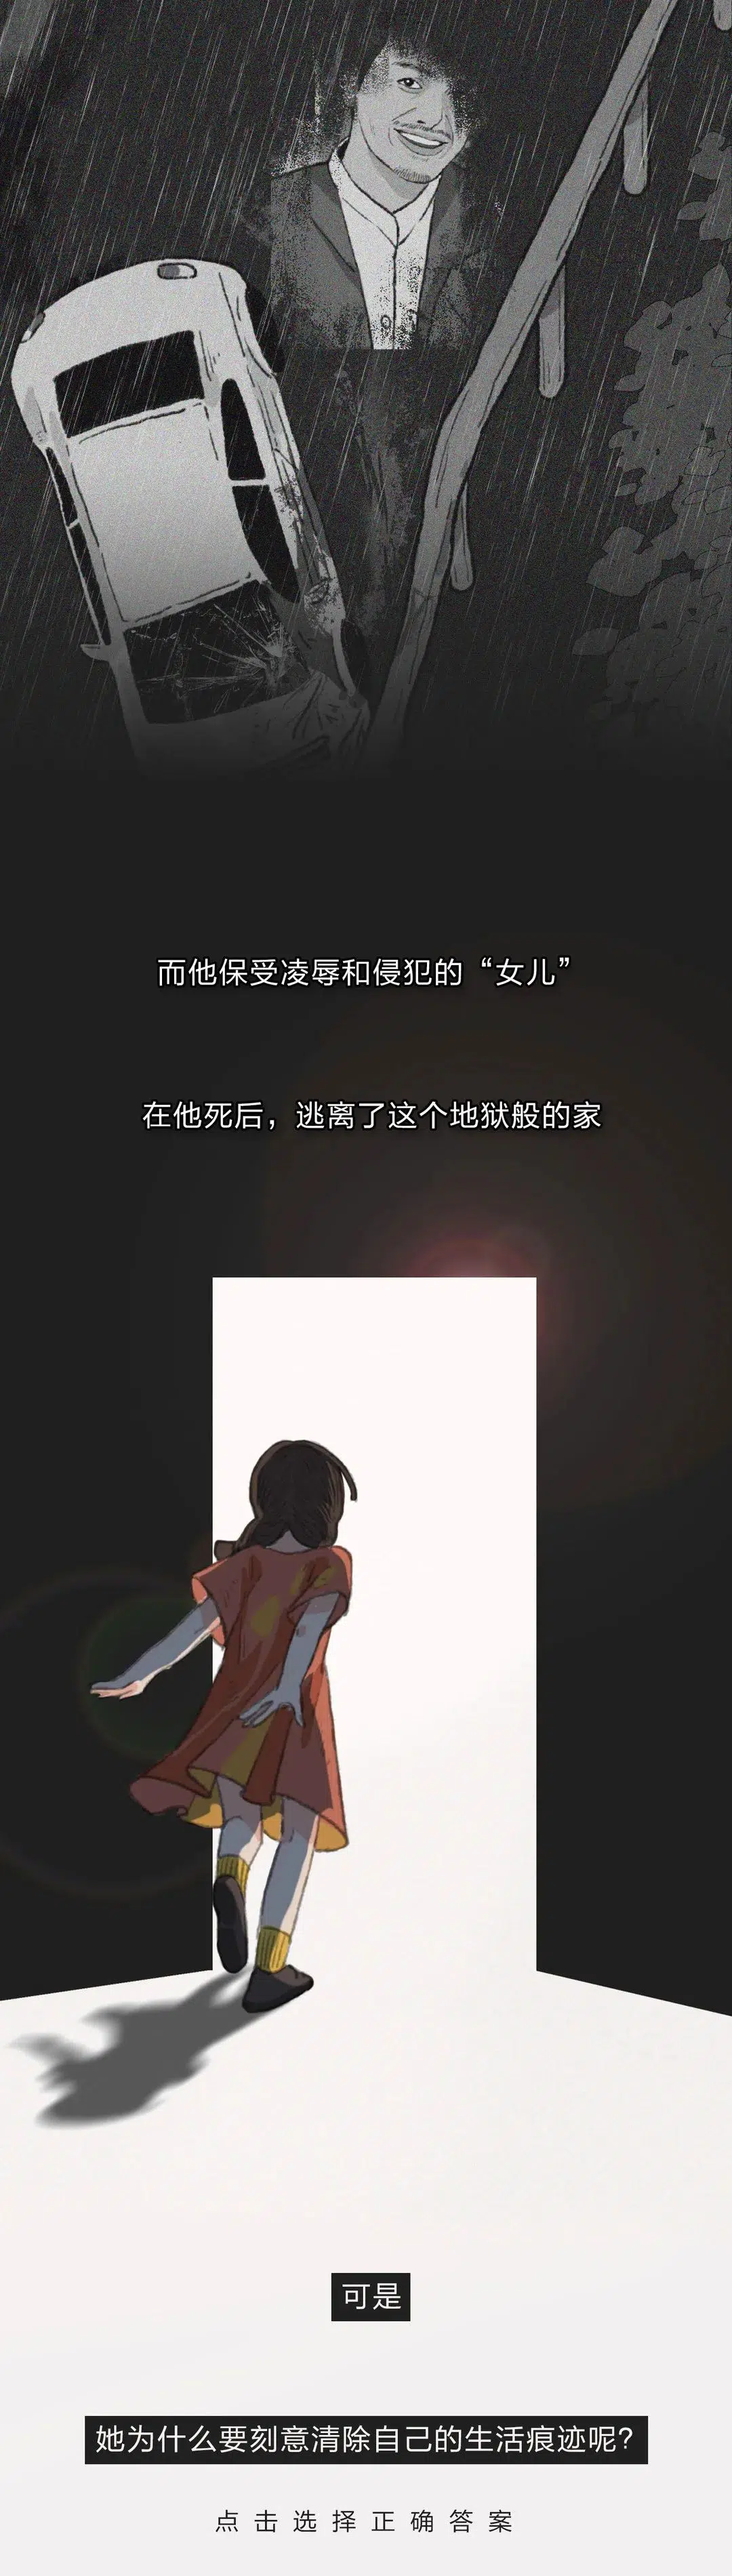 而他保受凌辱和侵犯的“女儿”
在他死后，逃离了这个地狱般的家
可是
她为什么要刻意清除自己的生活痕迹呢？
点击选择正确答案